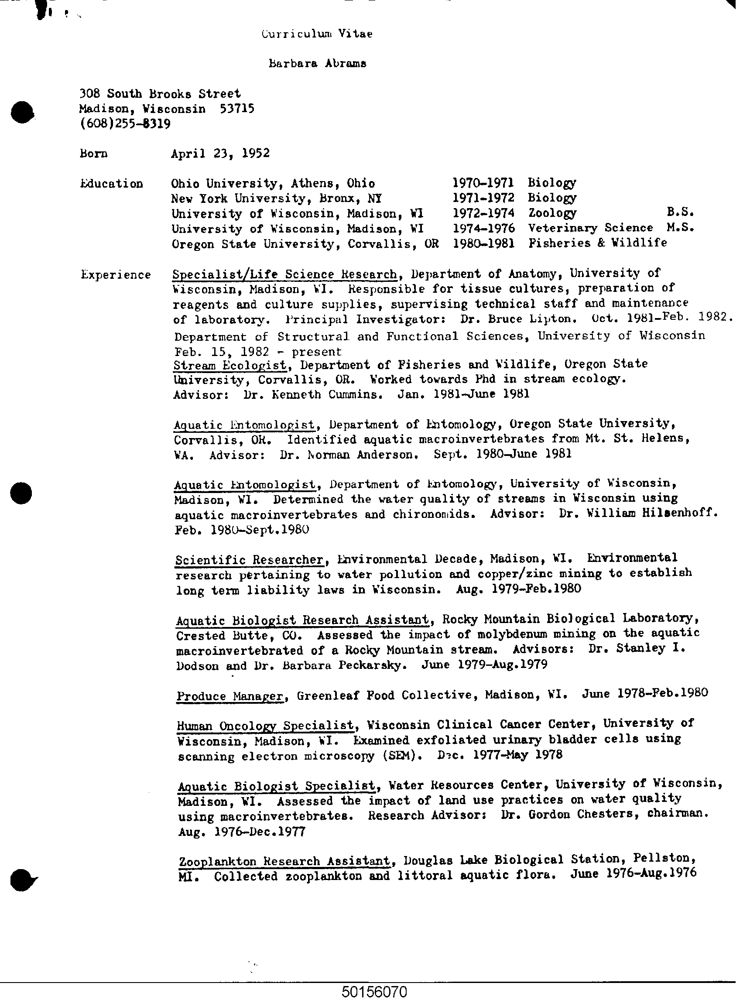 Curriculum Vitae
Barbara Abrams
308 South Brooks Street
Madison, Wisconsin 53715
(608)255-8319
Born April 23, 1952
Education Ohio University, Athens, Ohio 1970-1971 Biology
New York University, Bronx, NY 1971-1972 Biology
University of Wisconsin, Madison, WI 1972-1974 Zoology B.S.
University of Wisconsin, Madison, WI 1974-1976 Veterinary Science M.S.
Oregon State University, Corvallis, OR 1980-1981 Fisheries & Wildlife
Experience Specialist/Life Science Research, Department of Anatomy, University of
Wisconsin, Madison, WI. Responsible for tissue cultures, preparation of
reagents and culture supplies, supervising technical staff and maintenance
of laboratory. Principal Investigator: Dr. Bruce Lipton. Oct. 1981-Feb. 1982.
Department of Structural and Functional Sciences, University of Wisconsin
Feb. 15, 1982 - present
Stream Ecologist, Department of Fisheries and Wildlife, Oregon State
University, Corvallis, OR. Worked towards Phd in stream ecology.
Advisor: Dr. Kenneth Cummins. Jan. 1981-June 1981
Aquatic Entomologist, Department of Entomology, Oregon State University,
Corvallis, OR. Identified aquatic macroinvertebrates from Mt. St. Helens,
WA. Advisor: Dr. Norman Anderson. Sept. 1980-June 1981
Aquatic Entomologist, Department of Entomology, University of Wisconsin,
Madison, WI. Determined the water quality of streams in Wisconsin using
aquatic macroinvertebrates and chironomids. Advisor: Dr. William Hilsenhoff.
Feb. 1980-Sept.1980
Scientific Researcher, Environmental Decade, Madison, WI. Environmental
research pertaining to water pollution and copper/zinc mining to establish
long term liability laws in Wisconsin. Aug. 1979-Feb.1980
Aquatic Biologist Research Assistant, Rocky Mountain Biological Laboratory,
Crested Butte, CO. Assessed the impact of molybdenum mining on the aquatic
macroinvertebrated of a Rocky Mountain stream. Advisors: Dr. Stanley I.
Dodson and Dr. Barbara Peckarsky. June 1979-Aug.1979
Produce Manager, Greenleaf Food Collective, Madison, WI. June 1978-Feb.1980
Human Oncology Specialist, Wisconsin Clinical Cancer Center, University of
Wisconsin, Madison, WI. Examined exfoliated urinary bladder cells using
scanning electron microscopy (SEM). Dec. 1977-May 1978
Aquatic Biologist Specialist, Water Resources Center, University of Wisconsin,
Madison, WI. Assessed the impact of land use practices on water quality
using macroinvertebrates. Research Advisor: Dr. Gordon Chesters, chairman.
Aug. 1976-Dec.1977
Zooplankton Research Assistant, Douglas Lake Biological Station, Pellston,
MI. Collected zooplankton and littoral aquatic flora. June 1976-Aug.1976
50156070